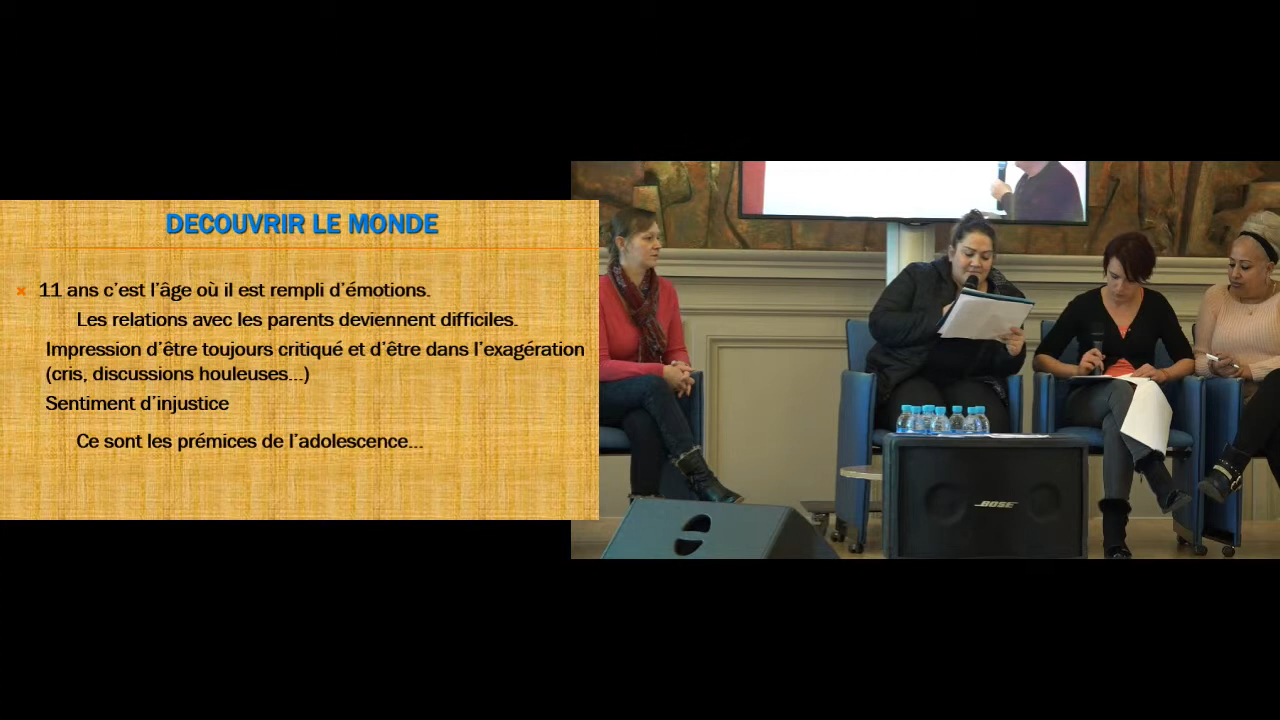 DECOUVRIR LE MONDE
11 ans c’est l’âge où il est rempli d’émotions.
Les relations avec les parents deviennent difficiles.
Impression d’être toujours critiqué et d’être dans l’exagération
(cris, discussions houleuses...)
Sentiment d’injustice
Ce sont les prémices de l’adolescence...
BOSE